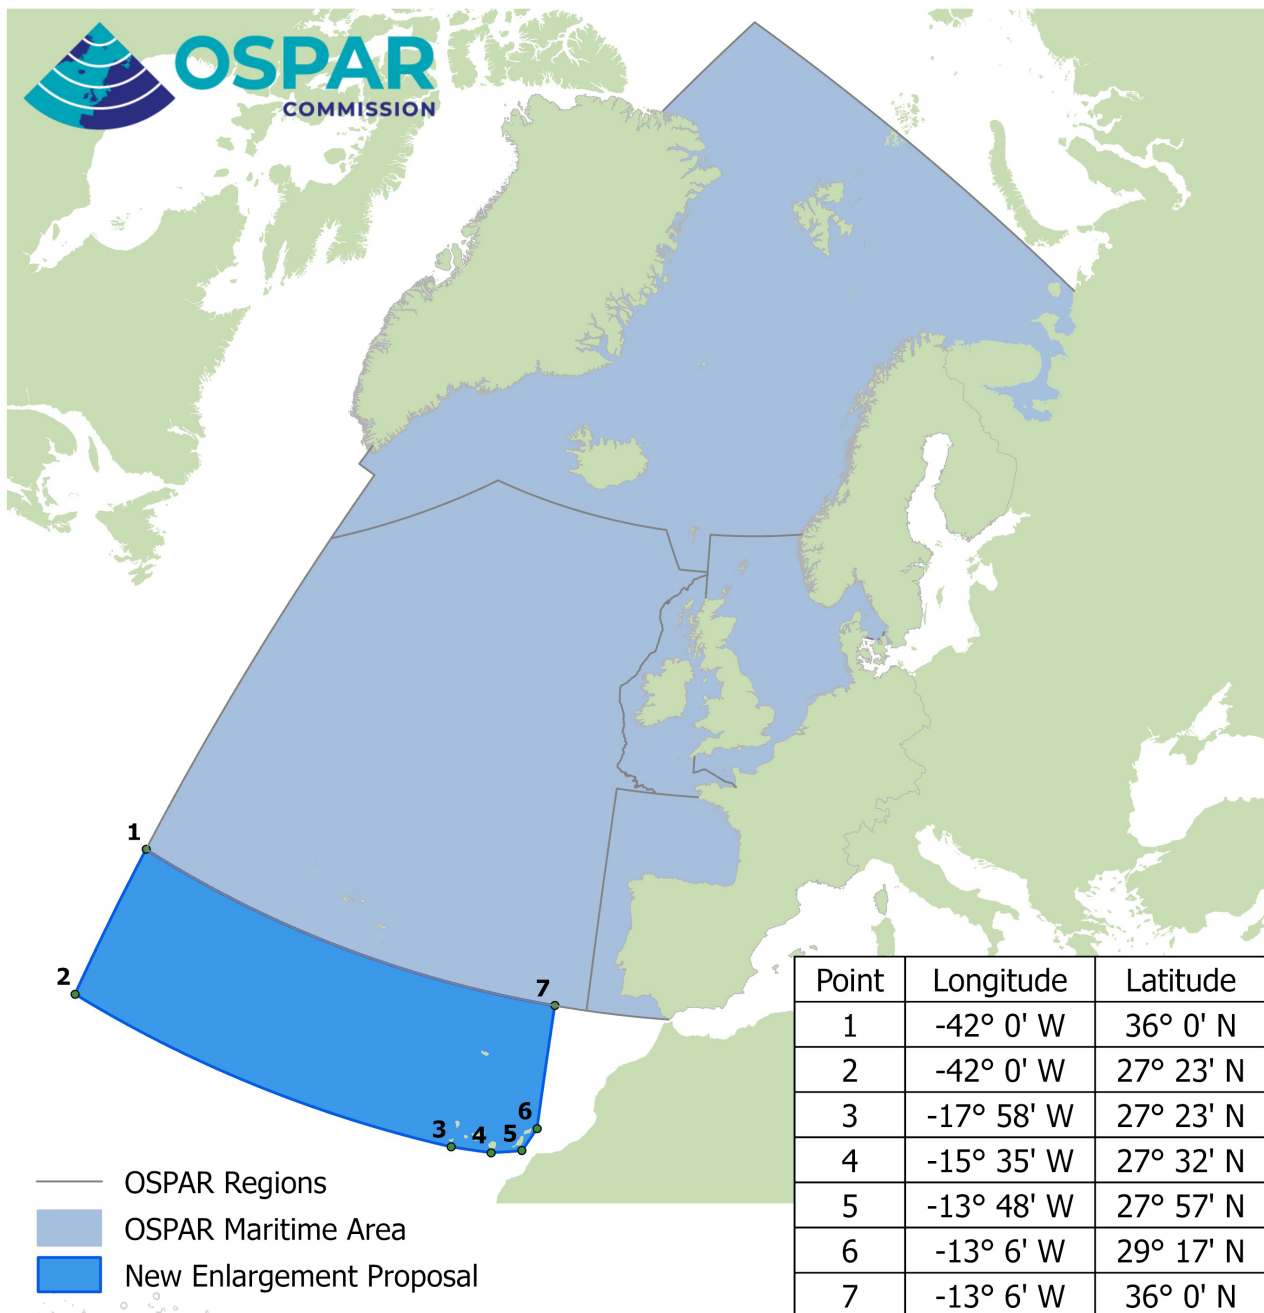 OSPAR
COMMISSION
1
2
7
6
3
4
5
Point Longitude Latitude
1 -42° 0' W 36° 0' N
2 -42° 0' W 27° 23' N
3 -17° 58' W 27° 23' N
4 -15° 35' W 27° 32' N
5 -13° 48' W 27° 57' N
6 -13° 6' W 29° 17' N
7 -13° 6' W 36° 0' N
OSPAR Regions
OSPAR Maritime Area
New Enlargement Proposal